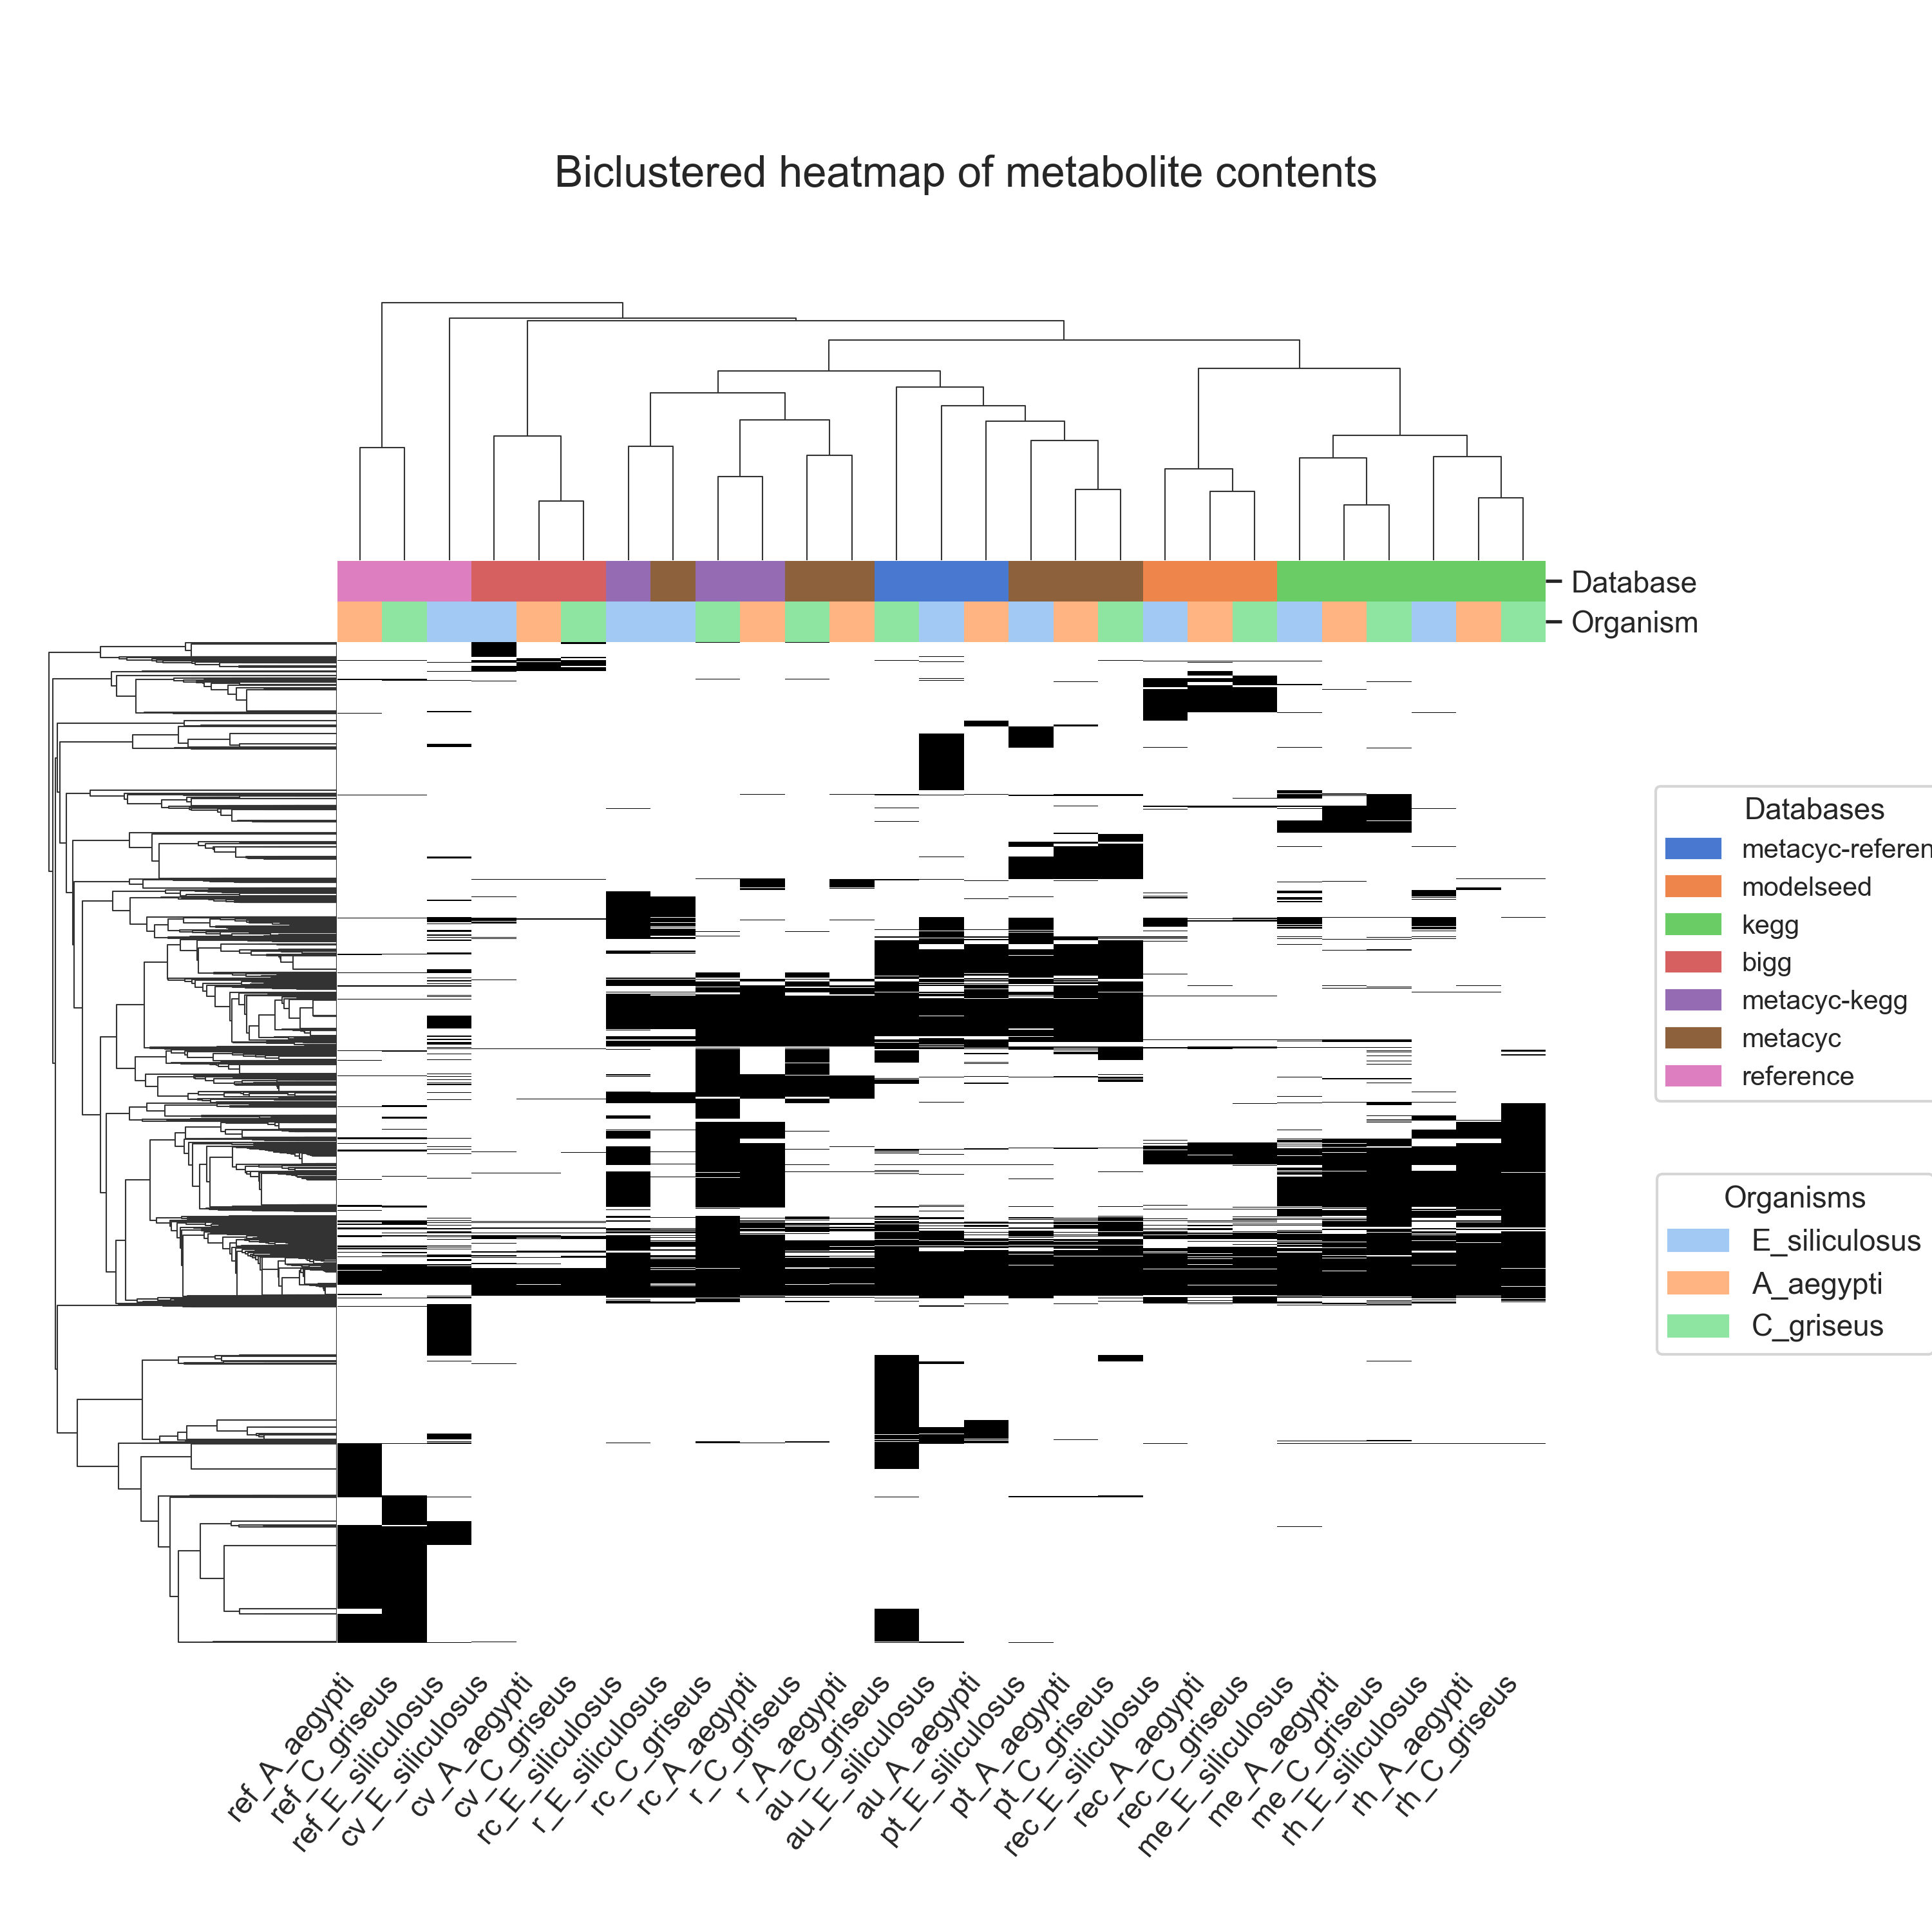 Biclustered heatmap of metabolite contents
Database
Organism
Databases
metacyc-referen
modelseed
kegg
bigg
metacyc-kegg
metacyc
reference
Organisms
E_siliculosus
A_aegypti
C_griseus
ref_A_aegypti
ref_C_griseus
ref_E_siliculosus
cv_E_siliculosus
cv_A_aegypti
cv_C_griseus
rc_E_siliculosus
r_E_siliculosus
rc_C_griseus
rc_A_aegypti
r_C_griseus
r_A_aegypti
au_C_griseus
au_E_siliculosus
au_A_aegypti
pt_E_siliculosus
pt_A_aegypti
pt_C_griseus
rec_E_siliculosus
rec_A_aegypti
rec_C_griseus
me_E_siliculosus
me_A_aegypti
me_C_griseus
rh_E_siliculosus
rh_A_aegypti
rh_C_griseus